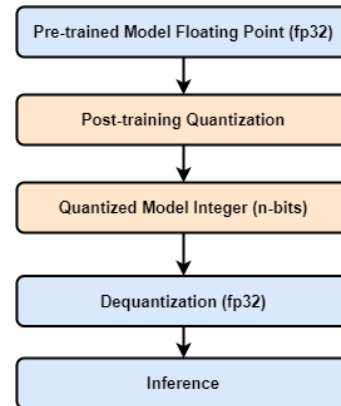 Pre-trained Model Floating Point (fp32)
Post-training Quantization
Quantized Model Integer (n-bits)
Dequantization (fp32)
Inference